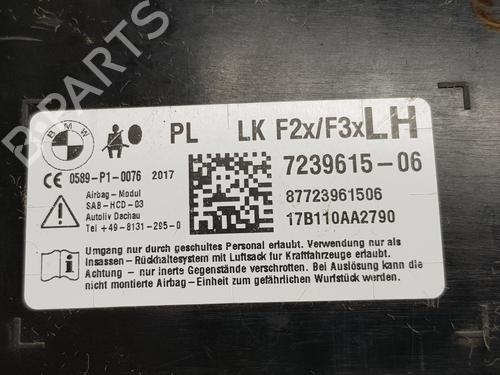 BMW
PL LK F2x/F3x LH
CE 0589-P1-0076 2017
7239615-06
Airbag-Modul
SAB-HCD-03
Autoliv Dachau
Tel +49-8131-295-0
87723961506
17B110AA2790
Umgang nur durch geschultes Personal erlaubt. Verwendung nur als
Insassen - Rückhaltesystem mit Luftsack für Kraftfahrzeuge erlaubt.
Achtung - nur inerte Gegenstände verschrotten. Bei Auslösung kann die
nicht montierte Airbag - Einheit zum gefährlichen Wurfstück werden.
B-PARTS